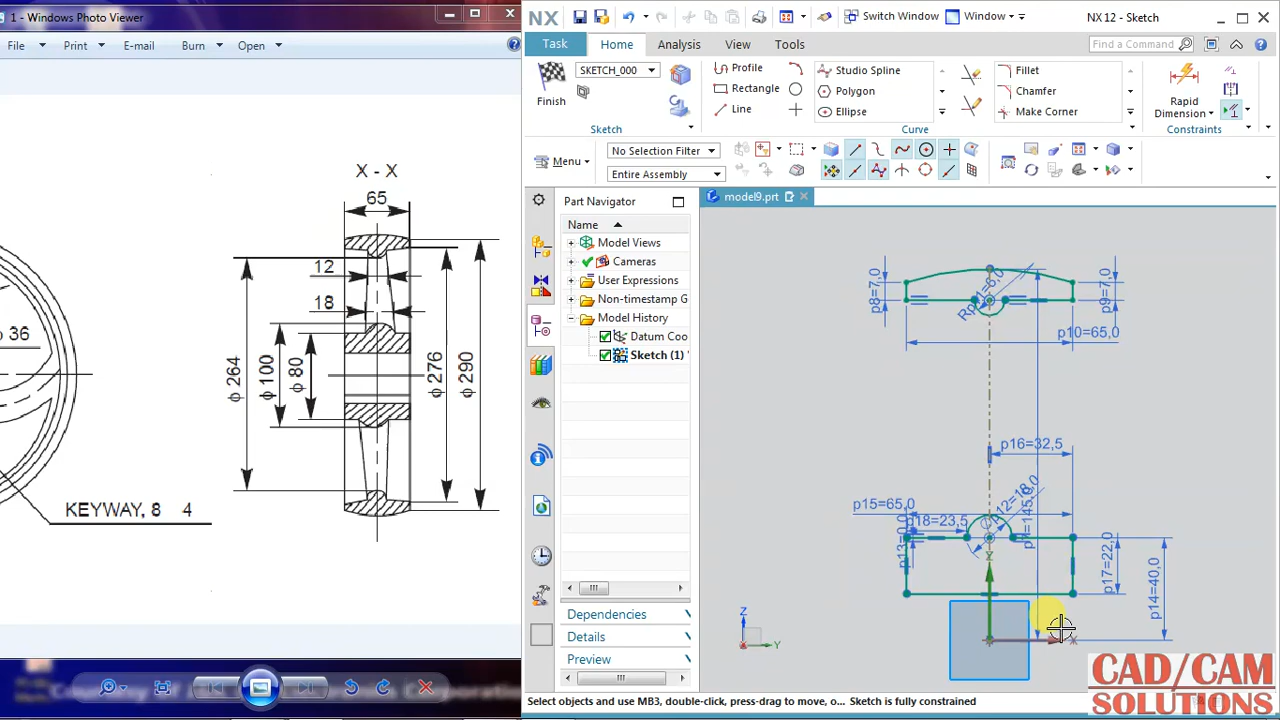 1 - Windows Photo Viewer
File
Print
E-mail
Burn
Open
X - X
65
12
18
φ 264
φ 100
φ 80
φ 276
φ 290
36
KEYWAY, 8 4
NX
Switch Window
Window
NX 12 - Sketch
Task
Home
Analysis
View
Tools
Find a Command
Finish
SKETCH_000
Profile
Rectangle
Line
Studio Spline
Polygon
Ellipse
Fillet
Chamfer
Make Corner
Rapid
Dimension
Sketch
Curve
Constraints
Menu
No Selection Filter
Entire Assembly
Part Navigator
model9.prt
Name
Model Views
Cameras
User Expressions
Non-timestamp G
Model History
Datum Coo
Sketch (1) "
Dependencies
Details
Preview
p8=7,0
p9=7,0
p10=65,0
p16=32,5
p15=65,0
p18=23,5
p17=22,0
p14=40,0
Z
Y
Z
Select objects and use MB3, double-click, press-drag to move, o... Sketch is fully constrained
CAD/CAM
SOLUTIONS